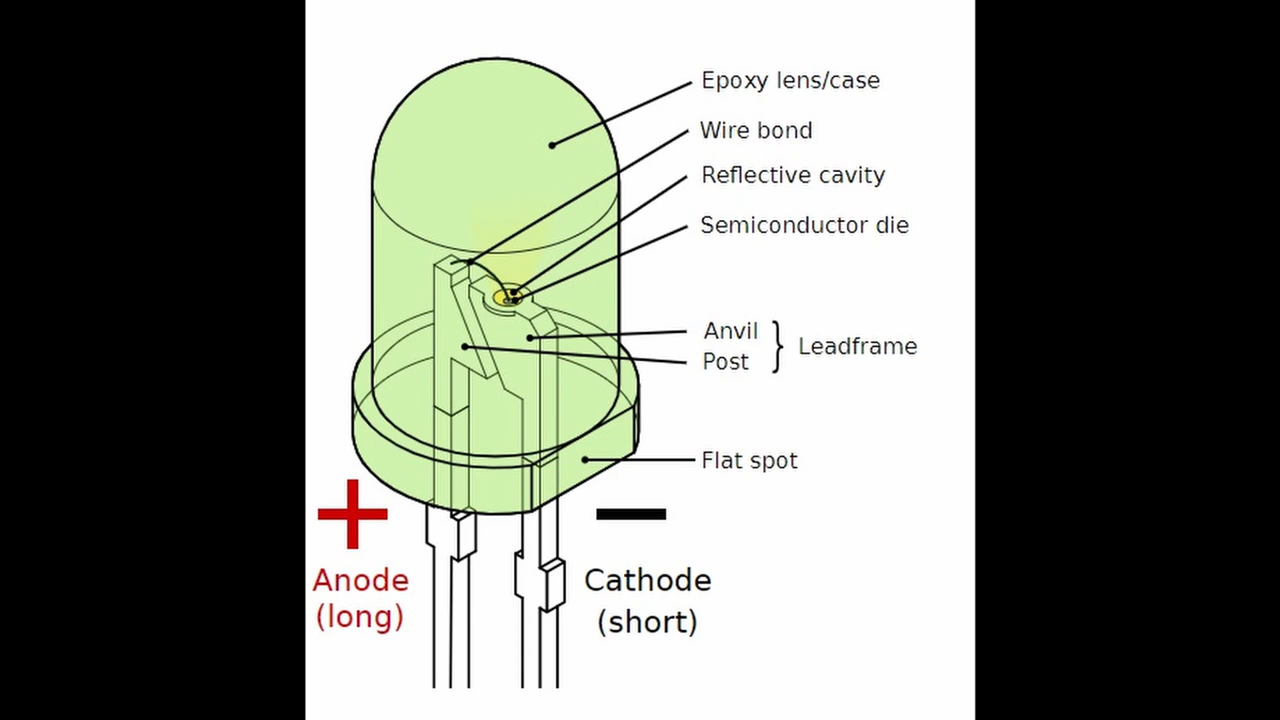 Epoxy lens/case
Wire bond
Reflective cavity
Semiconductor die
Anvil
Post
} Leadframe
Flat spot
+
−
Anode
(long)
Cathode
(short)